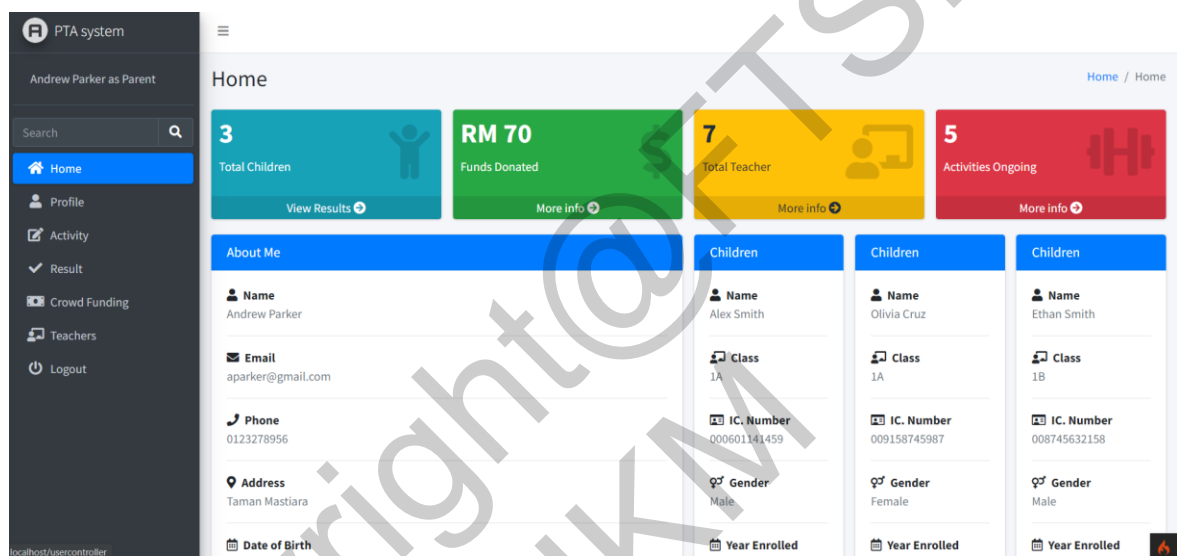 PTA system
Andrew Parker as Parent
Search
Home
Profile
Activity
Result
Crowd Funding
Teachers
Logout
localhost/usercontroller
Home
Home / Home
3
Total Children
View Results
RM 70
Funds Donated
More info
7
Total Teacher
More info
5
Activities Ongoing
More info
About Me
Name
Andrew Parker
Email
aparker@gmail.com
Phone
0123278956
Address
Taman Mastiara
Date of Birth
Children
Name
Alex Smith
Class
1A
IC. Number
000601141459
Gender
Male
Year Enrolled
Children
Name
Olivia Cruz
Class
1A
IC. Number
009158745987
Gender
Female
Year Enrolled
Children
Name
Ethan Smith
Class
1B
IC. Number
008745632158
Gender
Male
Year Enrolled